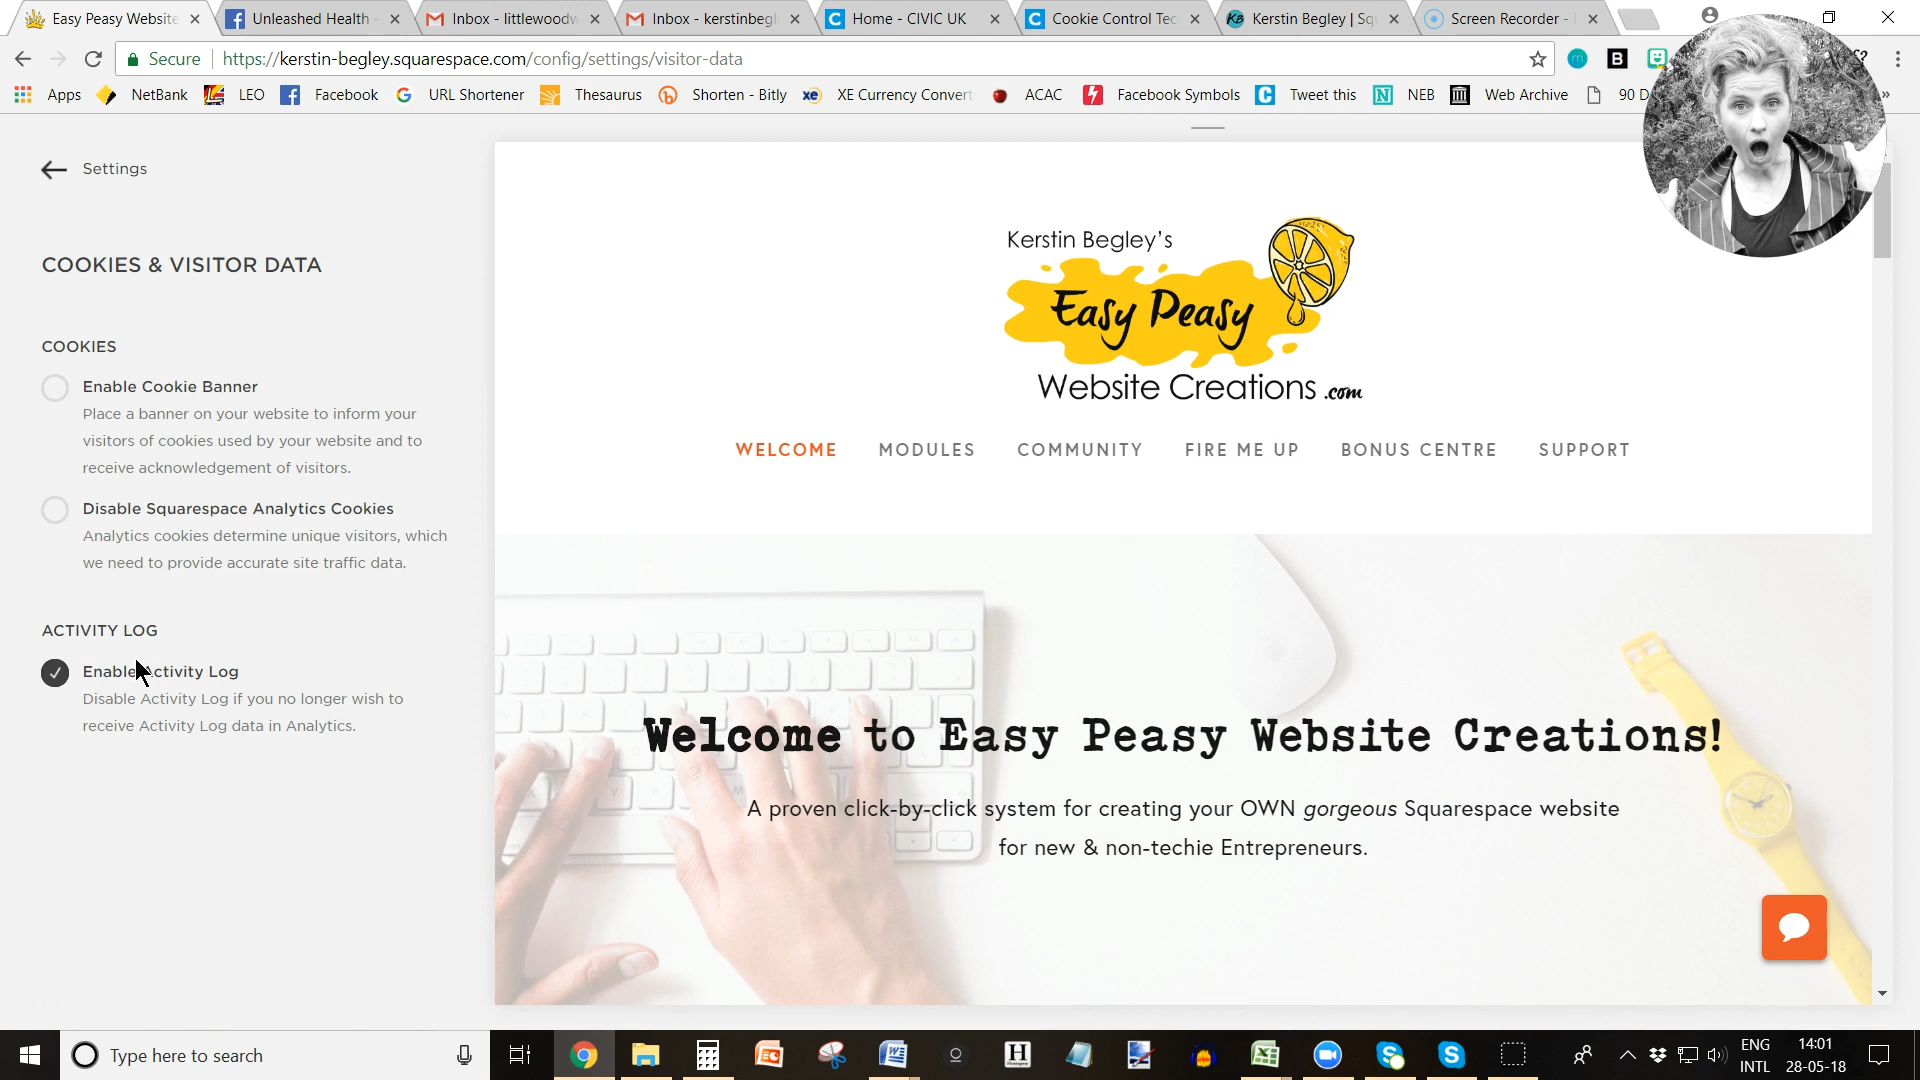 Easy Peasy Website
Unleashed Health -
Inbox - littlewoodw
Inbox - kerstinbegl
Home - CIVIC UK
Cookie Control Tec
Kerstin Begley | Sq
Screen Recorder -
Secure https://kerstin-begley.squarespace.com/config/settings/visitor-data
Apps NetBank LEO Facebook URL Shortener Thesaurus Shorten - Bitly XE Currency Convert ACAC Facebook Symbols Tweet this NEB Web Archive 90 D
Settings
COOKIES & VISITOR DATA
COOKIES
Enable Cookie Banner
Place a banner on your website to inform your
visitors of cookies used by your website and to
receive acknowledgement of visitors.
Disable Squarespace Analytics Cookies
Analytics cookies determine unique visitors, which
we need to provide accurate site traffic data.
ACTIVITY LOG
Enable Activity Log
Disable Activity Log if you no longer wish to
receive Activity Log data in Analytics.
Kerstin Begley's
Easy Peasy
Website Creations .com
WELCOME MODULES COMMUNITY FIRE ME UP BONUS CENTRE SUPPORT
Welcome to Easy Peasy Website Creations!
A proven click-by-click system for creating your OWN gorgeous Squarespace website
for new & non-techie Entrepreneurs.
Type here to search
ENG
INTL
14:01
28-05-18